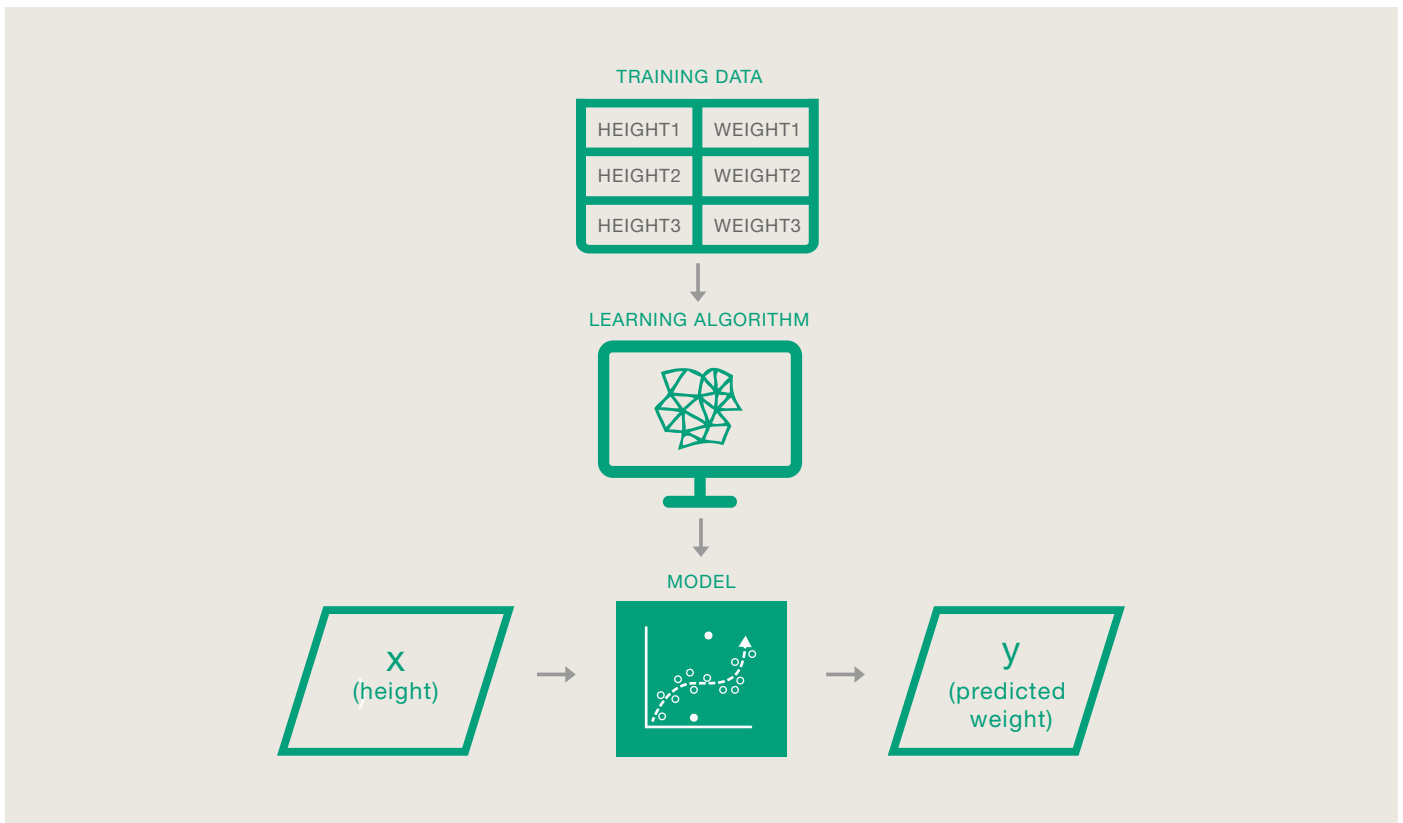 TRAINING DATA
HEIGHT1 WEIGHT1
HEIGHT2 WEIGHT2
HEIGHT3 WEIGHT3
LEARNING ALGORITHM
MODEL
x
(height)
y
(predicted
weight)